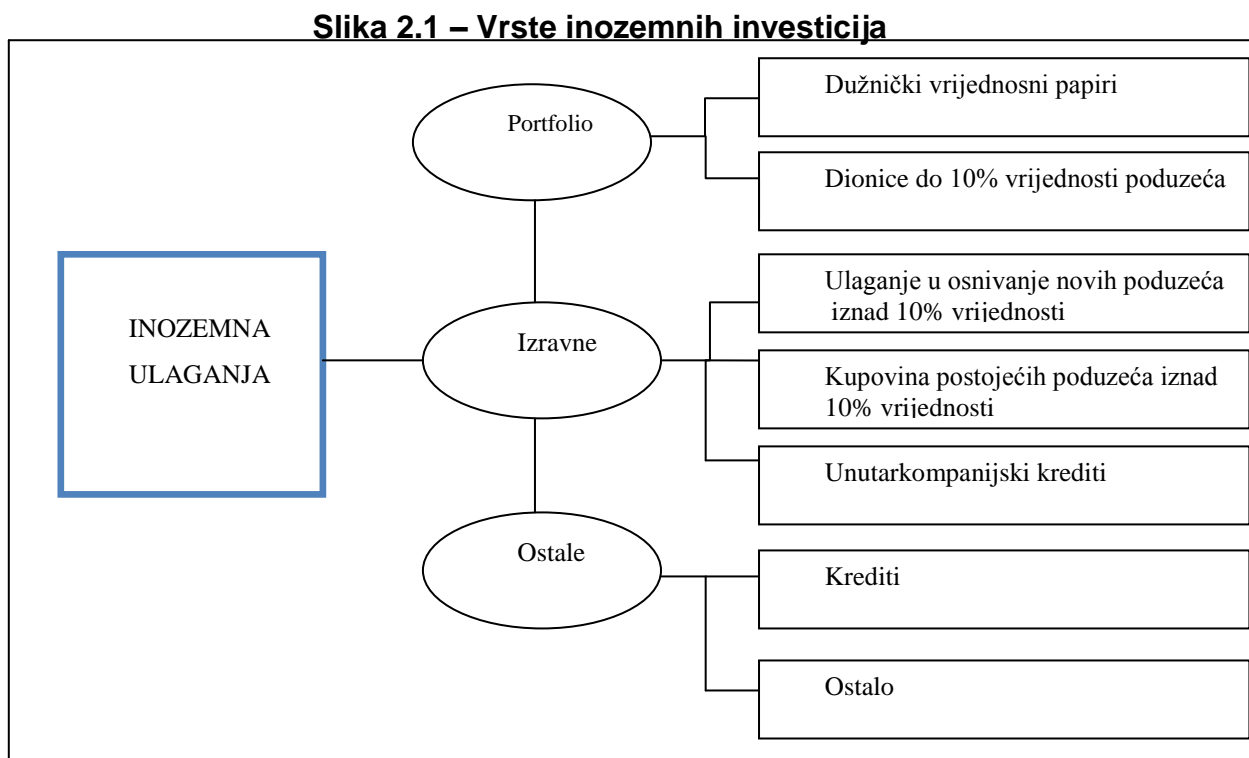 Slika 2.1 – Vrste inozemnih investicija
INOZEMNA
ULAGANJA
Portfolio
Dužnički vrijednosni papiri
Dionice do 10% vrijednosti poduzeća
Izravne
Ulaganje u osnivanje novih poduzeća
iznad 10% vrijednosti
Kupovina postojećih poduzeća iznad
10% vrijednosti
Unutarkompanijski krediti
Ostale
Krediti
Ostalo